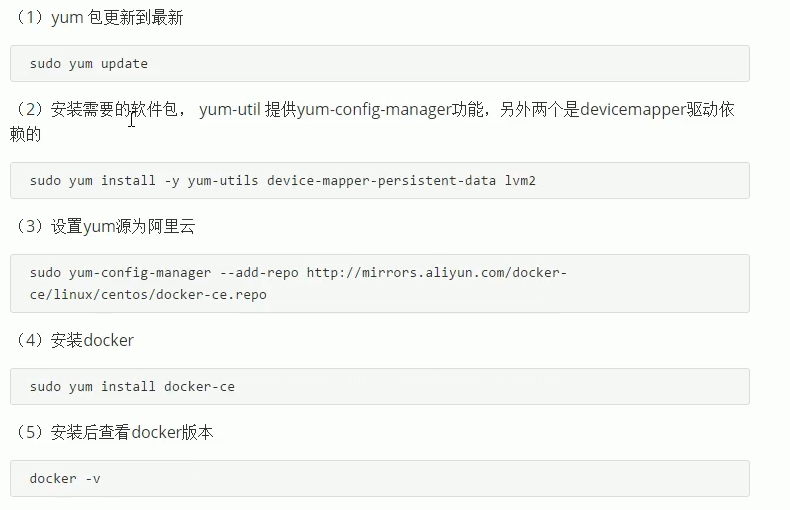 （1）yum 包更新到最新
sudo yum update
（2）安装需要的软件包， yum-util 提供yum-config-manager功能，另外两个是devicemapper驱动依
赖的
sudo yum install -y yum-utils device-mapper-persistent-data lvm2
（3）设置yum源为阿里云
sudo yum-config-manager --add-repo http://mirrors.aliyun.com/docker-
ce/linux/centos/docker-ce.repo
（4）安装docker
sudo yum install docker-ce
（5）安装后查看docker版本
docker -v